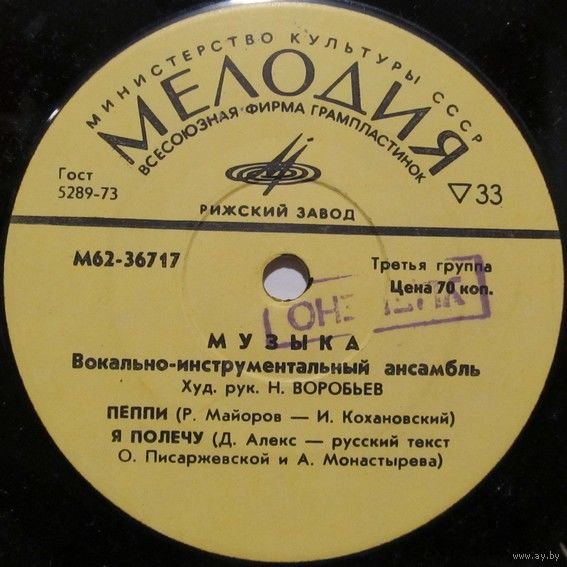 МИНИСТЕРСТВО КУЛЬТУРЫ СССР
МЕЛОДИЯ
ВСЕСОЮЗНАЯ ФИРМА ГРАМПЛАСТИНОК
Гост
5289-73
▽33
РИЖСКИЙ ЗАВОД
М62-36717
Третья группа
Цена 70 коп.
МУЗЫКА
Вокально-инструментальный ансамбль
Худ. рук. Н. ВОРОБЬЕВ
ПЕППИ (Р. Майоров — И. Кохановский)
Я ПОЛЕЧУ (Д. Алекс — русский текст
О. Писаржевской и А. Монастырева)
www.ay.by